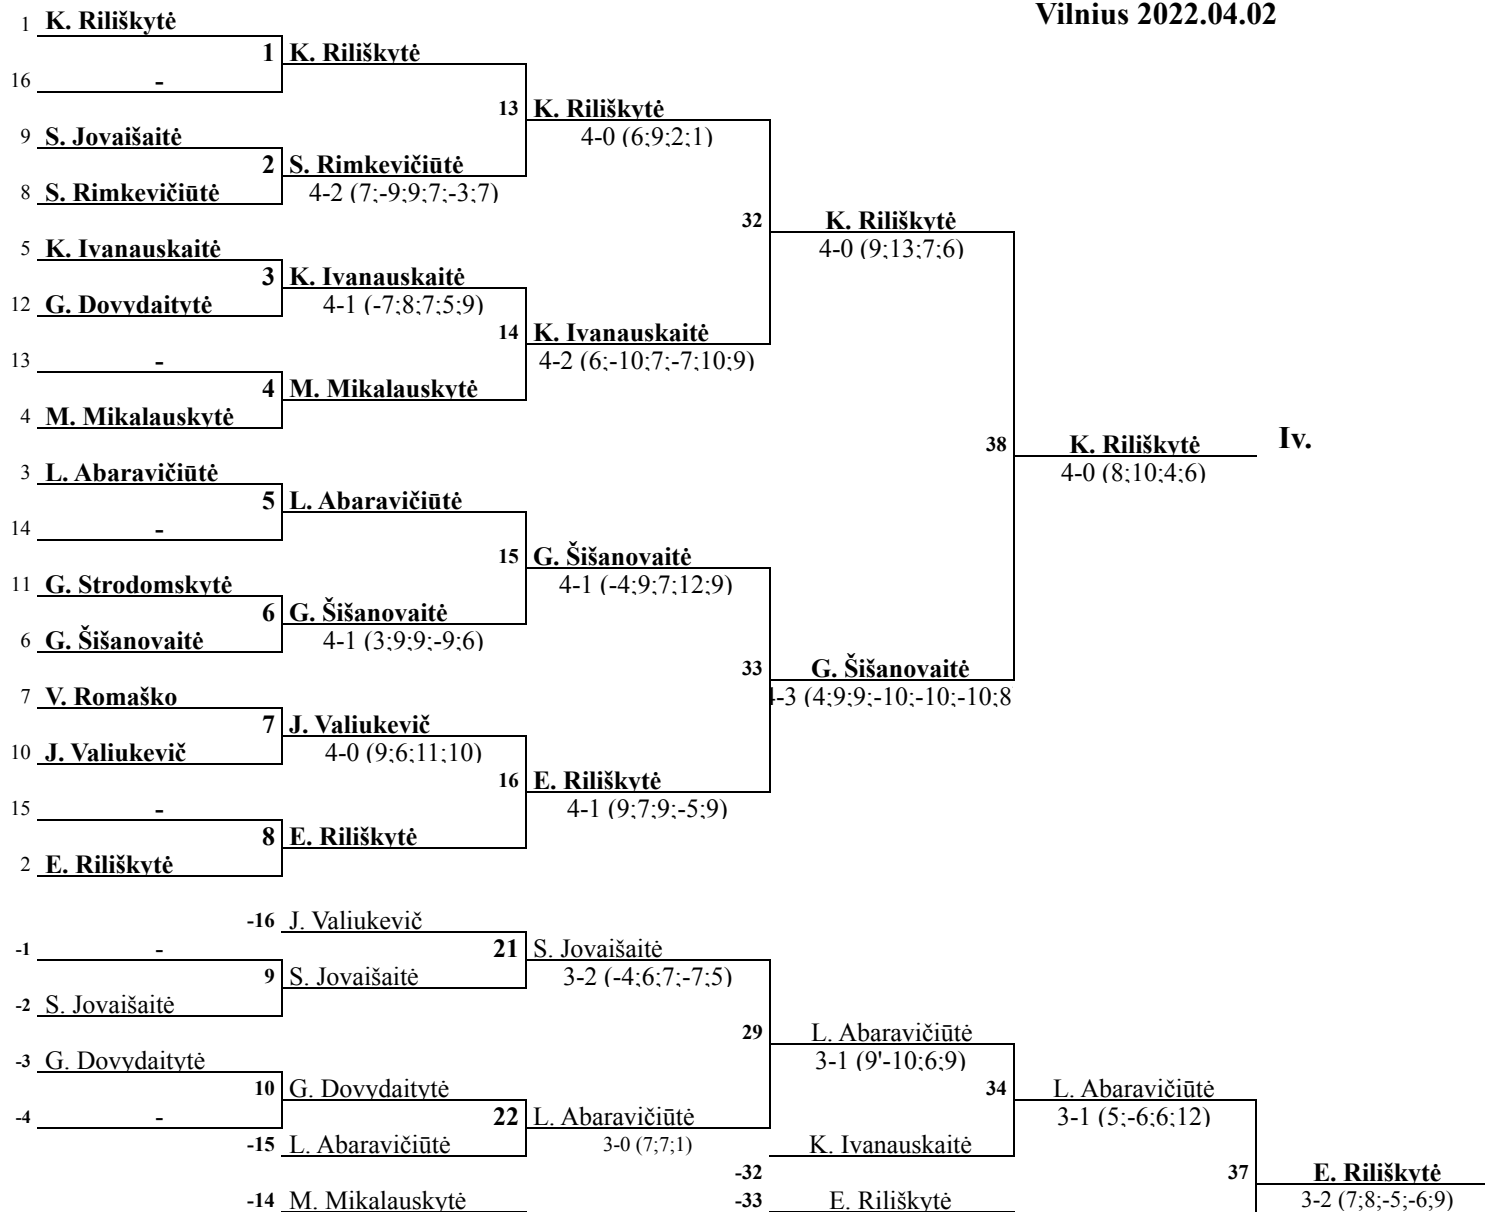 Vilnius 2022.04.02
1 K. Riliškytė
1 K. Riliškytė
16 -
13 K. Riliškytė
4-0 (6;9;2;1)
9 S. Jovaišaitė
2 S. Rimkevičiūtė
8 S. Rimkevičiūtė 4-2 (7;-9;9;7;-3;7)
32 K. Riliškytė
4-0 (9;13;7;6)
5 K. Ivanauskaitė
3 K. Ivanauskaitė
12 G. Dovydaitytė 4-1 (-7;8;7;5;9)
14 K. Ivanauskaitė
13 - 4-2 (6;-10;7;-7;10;9)
4 M. Mikalauskytė
4 M. Mikalauskytė
38 K. Riliškytė Iv.
4-0 (8;10;4;6)
3 L. Abaravičiūtė
5 L. Abaravičiūtė
14 -
15 G. Šišanovaitė
4-1 (-4;9;7;12;9)
11 G. Strodomskytė
6 G. Šišanovaitė
6 G. Šišanovaitė 4-1 (3;9;9;-9;6)
33 G. Šišanovaitė
-3 (4;9;9;-10;-10;-10;8
7 V. Romaško
7 J. Valiukevič
10 J. Valiukevič 4-0 (9;6;11;10)
16 E. Riliškytė
15 - 4-1 (9;7;9;-5;9)
8 E. Riliškytė
2 E. Riliškytė
-16 J. Valiukevič
-1 - 21 S. Jovaišaitė
9 S. Jovaišaitė 3-2 (-4;6;7;-7;5)
-2 S. Jovaišaitė
29 L. Abaravičiūtė
-3 G. Dovydaitytė 3-1 (9'-10;6;9)
10 G. Dovydaitytė 34 L. Abaravičiūtė
-4 - 22 L. Abaravičiūtė 3-1 (5;-6;6;12)
-15 L. Abaravičiūtė 3-0 (7;7;1) K. Ivanauskaitė
-32 37 E. Riliškytė
-14 M. Mikalauskytė -33 E. Riliškytė 3-2 (7;8;-5;-6;9)